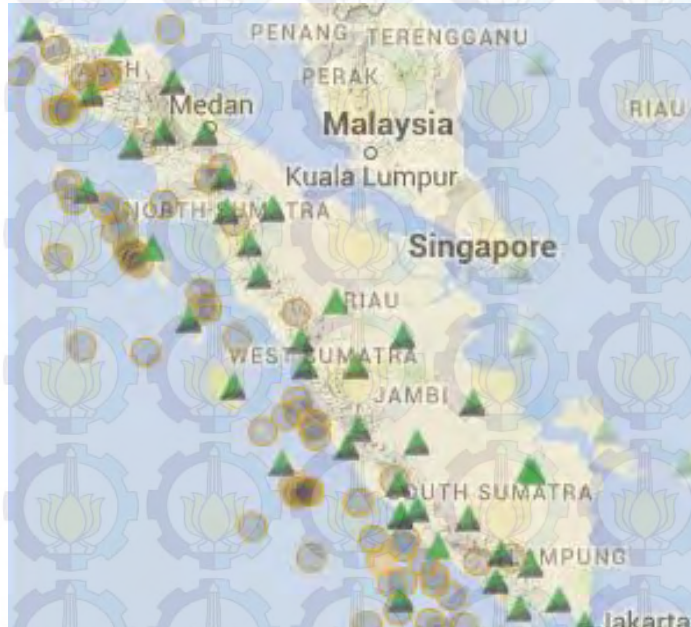 PENANG
TERENGGANU
PERAK
RIAU
Medan
Malaysia
Kuala Lumpur
NORTH SUMATRA
Singapore
RIAU
WEST SUMATRA
JAMBI
SOUTH SUMATRA
LAMPUNG
Jakarta